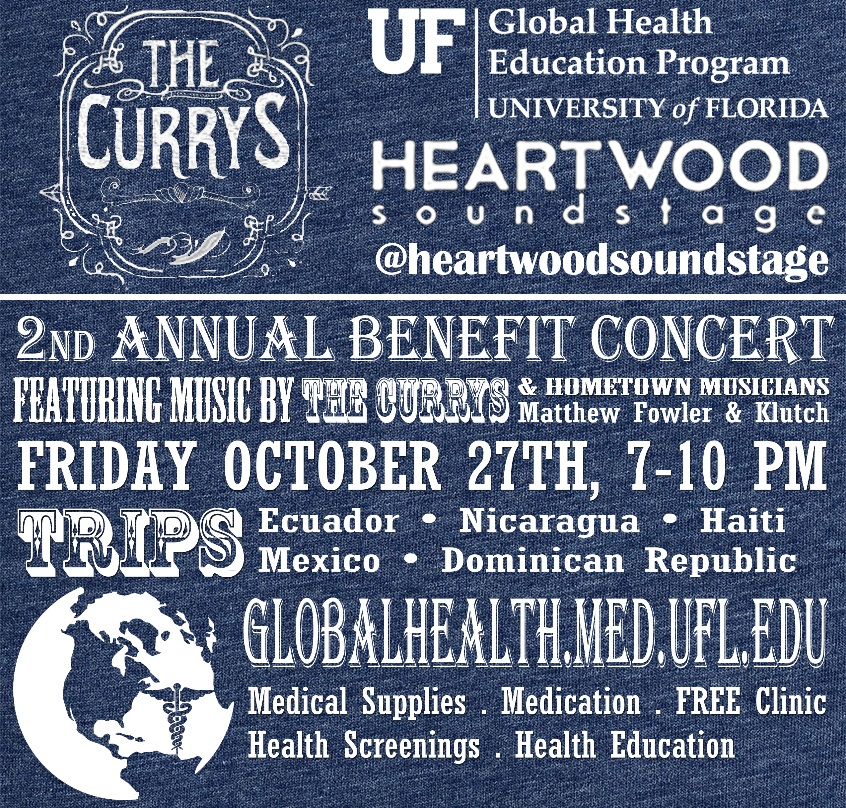 THE
CURRYS
UF
Global Health
Education Program
UNIVERSITY of FLORIDA
HEARTWOOD
soundstage
@heartwoodsoundstage
2ND ANNUAL BENEFIT CONCERT
FEATURING MUSIC BY THE CURRYS & HOMETOWN MUSICIANS
Matthew Fowler & Klutch
FRIDAY OCTOBER 27TH, 7-10 PM
TRIPS
Ecuador • Nicaragua • Haiti
Mexico • Dominican Republic
GLOBALHEALTH.MED.UFL.EDU
Medical Supplies . Medication . FREE Clinic
Health Screenings . Health Education